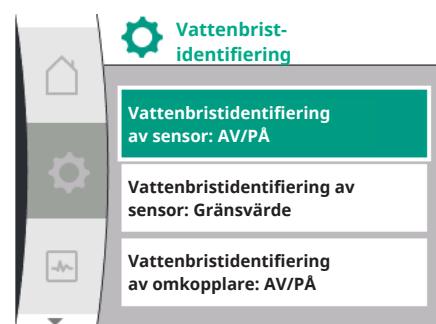 Vattenbrist-
identifiering
Vattenbristidentifiering
av sensor: AV/PÅ
Vattenbristidentifiering av
sensor: Gränsvärde
Vattenbristidentifiering
av omkopplare: AV/PÅ